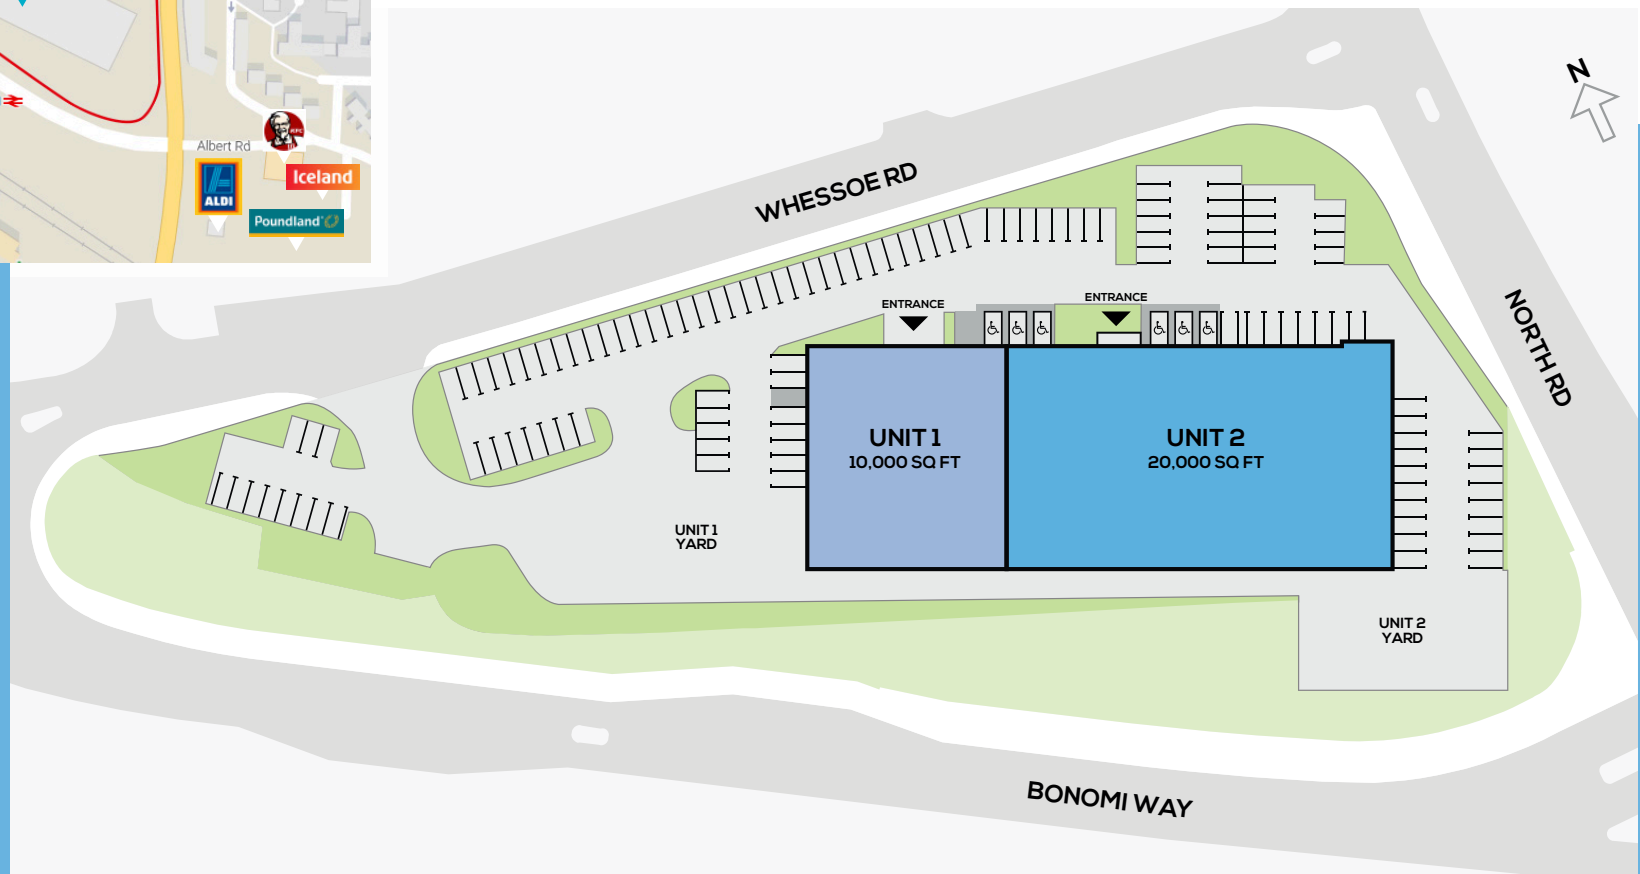 Albert Rd
KFC
Iceland
ALDI
Poundland
N
WHESSOE RD
NORTH RD
ENTRANCE
ENTRANCE
UNIT 1
10,000 SQ FT
UNIT 2
20,000 SQ FT
UNIT 1
YARD
UNIT 2
YARD
BONOMI WAY